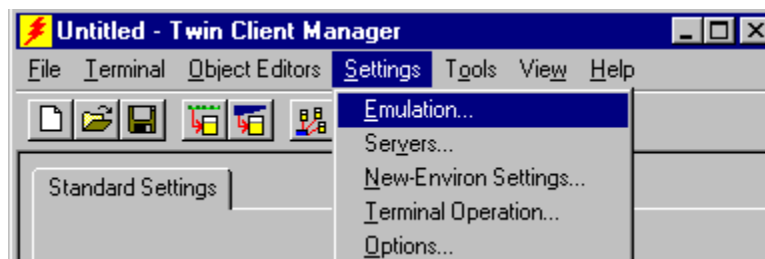 Untitled - Twin Client Manager
File Terminal Object Editors Settings Tools View Help
Emulation...
Servers...
New-Environ Settings...
Terminal Operation...
Options...
Standard Settings